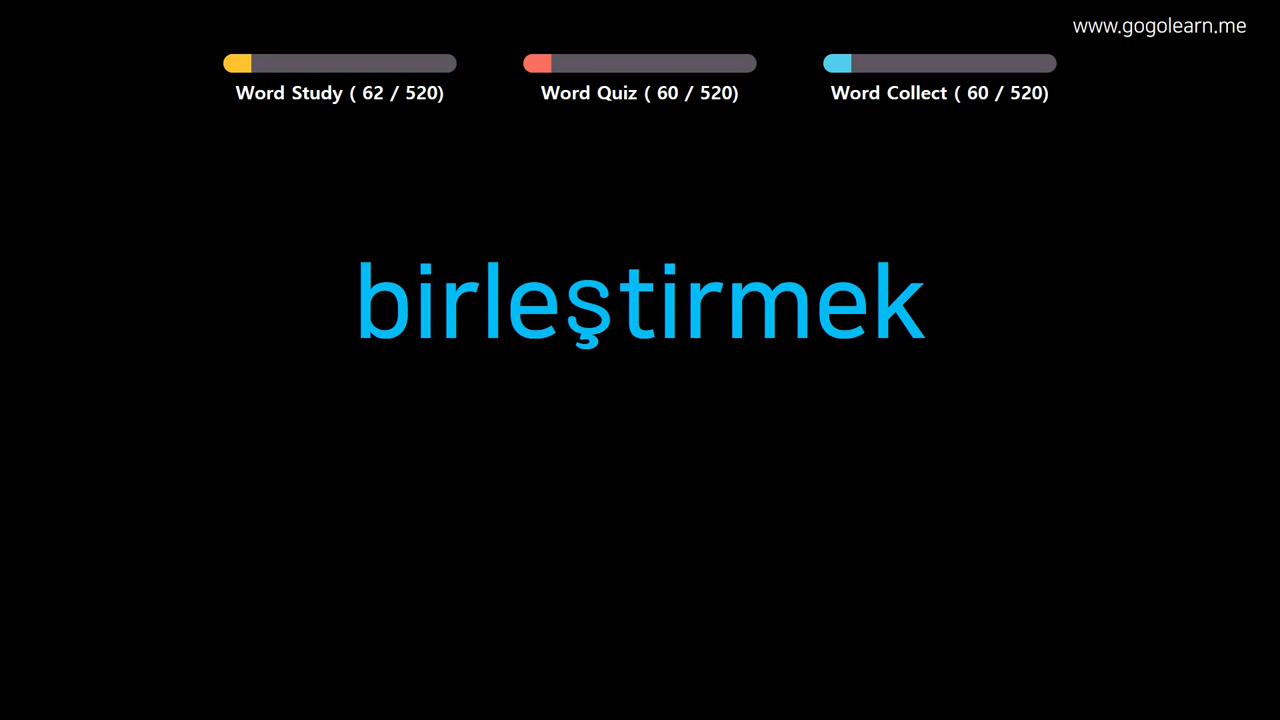 www.gogolearn.me
Word Study ( 62 / 520)
Word Quiz ( 60 / 520)
Word Collect ( 60 / 520)
birleştirmek